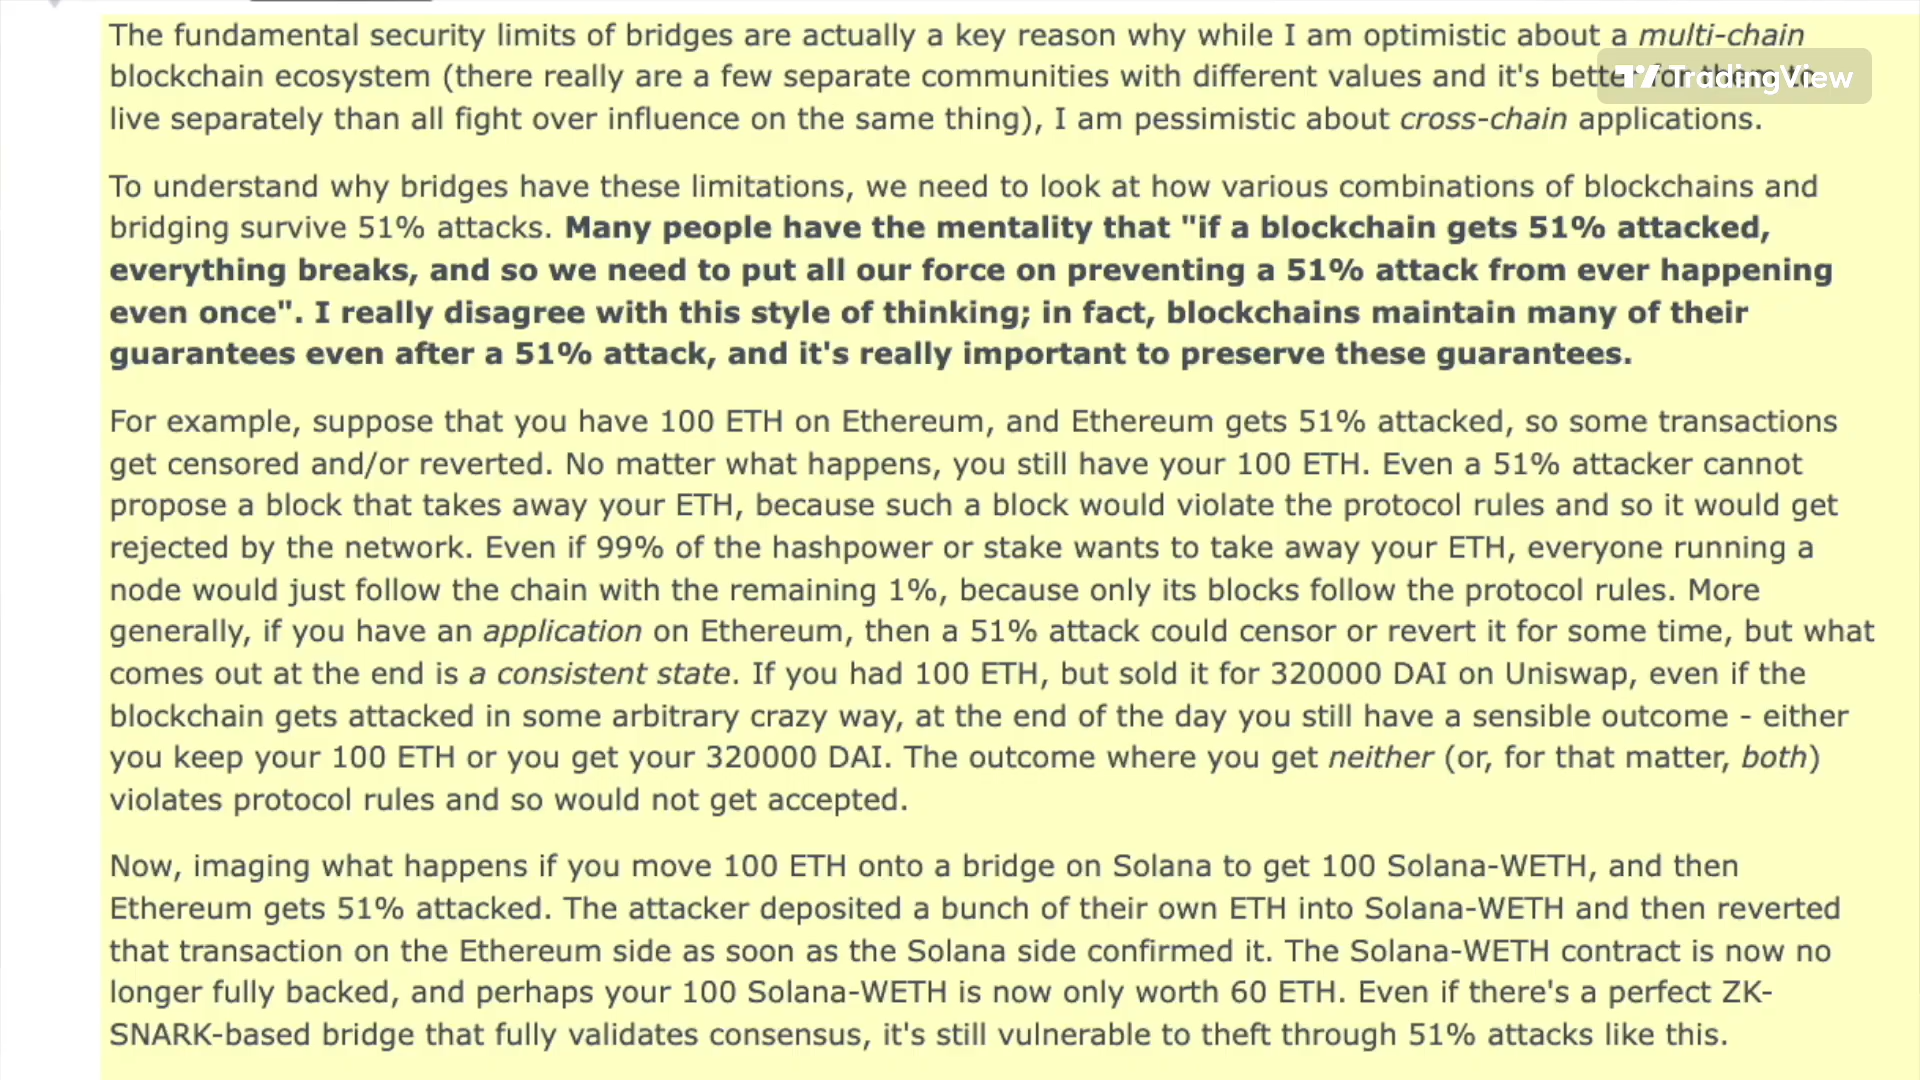 The fundamental security limits of bridges are actually a key reason why while I am optimistic about a multi-chain
blockchain ecosystem (there really are a few separate communities with different values and it's better for them to
TradingView
live separately than all fight over influence on the same thing), I am pessimistic about cross-chain applications.
To understand why bridges have these limitations, we need to look at how various combinations of blockchains and
bridging survive 51% attacks. Many people have the mentality that "if a blockchain gets 51% attacked,
everything breaks, and so we need to put all our force on preventing a 51% attack from ever happening
even once". I really disagree with this style of thinking; in fact, blockchains maintain many of their
guarantees even after a 51% attack, and it's really important to preserve these guarantees.
For example, suppose that you have 100 ETH on Ethereum, and Ethereum gets 51% attacked, so some transactions
get censored and/or reverted. No matter what happens, you still have your 100 ETH. Even a 51% attacker cannot
propose a block that takes away your ETH, because such a block would violate the protocol rules and so it would get
rejected by the network. Even if 99% of the hashpower or stake wants to take away your ETH, everyone running a
node would just follow the chain with the remaining 1%, because only its blocks follow the protocol rules. More
generally, if you have an application on Ethereum, then a 51% attack could censor or revert it for some time, but what
comes out at the end is a consistent state. If you had 100 ETH, but sold it for 320000 DAI on Uniswap, even if the
blockchain gets attacked in some arbitrary crazy way, at the end of the day you still have a sensible outcome - either
you keep your 100 ETH or you get your 320000 DAI. The outcome where you get neither (or, for that matter, both)
violates protocol rules and so would not get accepted.
Now, imaging what happens if you move 100 ETH onto a bridge on Solana to get 100 Solana-WETH, and then
Ethereum gets 51% attacked. The attacker deposited a bunch of their own ETH into Solana-WETH and then reverted
that transaction on the Ethereum side as soon as the Solana side confirmed it. The Solana-WETH contract is now no
longer fully backed, and perhaps your 100 Solana-WETH is now only worth 60 ETH. Even if there's a perfect ZK-
SNARK-based bridge that fully validates consensus, it's still vulnerable to theft through 51% attacks like this.